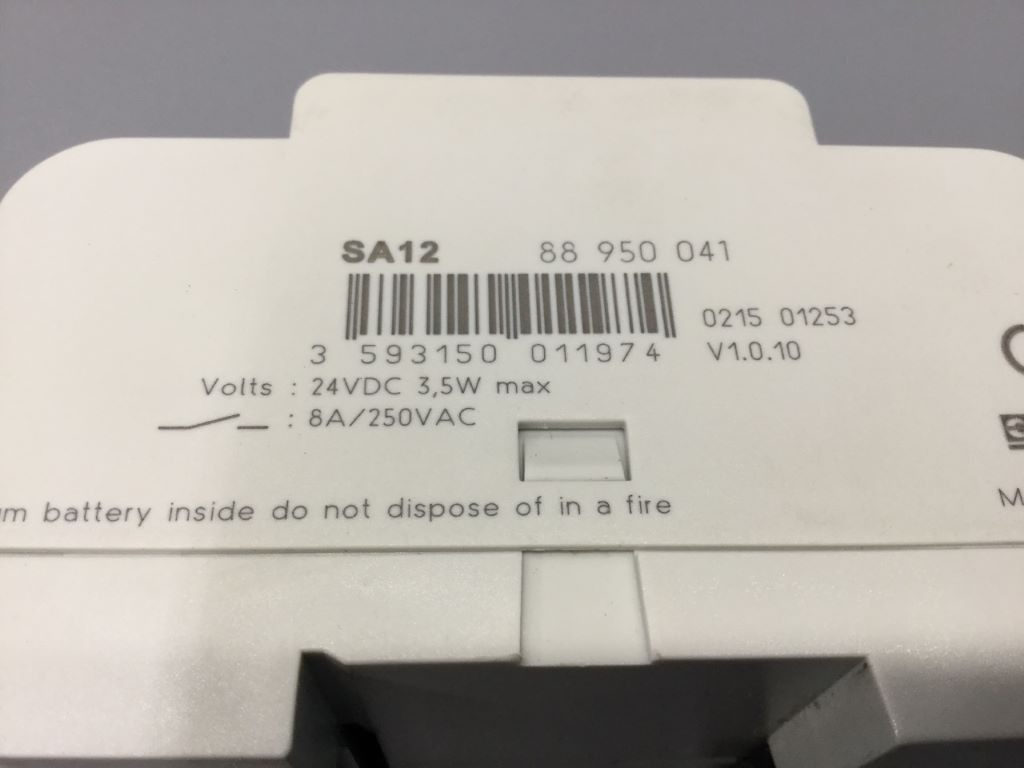 SA12 88 950 041
0215 01253
3 593150 011974 V1.0.10
Volts : 24VDC 3,5W max
: 8A/250VAC
battery inside do not dispose of in a fire